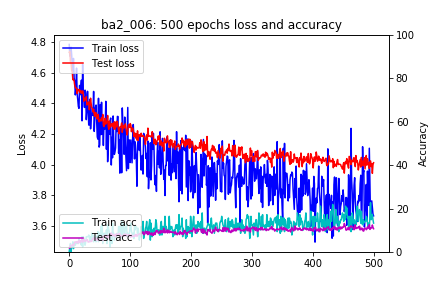 ba2_006: 500 epochs loss and accuracy
4.8
4.6
4.4
4.2
4.0
3.8
3.6
Loss
Train loss
Test loss
Train acc
Test acc
100
80
60
40
20
0
Accuracy
0 100 200 300 400 500